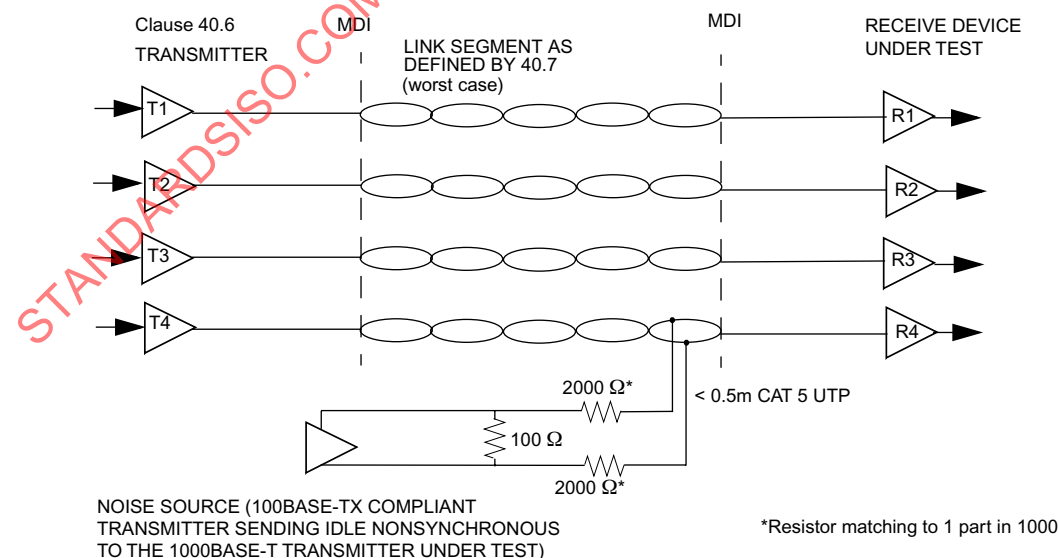 Clause 40.6
TRANSMITTER
MDI
LINK SEGMENT AS
DEFINED BY 40.7
(worst case)
MDI
RECEIVE DEVICE
UNDER TEST
T1
R1
T2
R2
T3
R3
T4
R4
2000 Ω*
< 0.5m CAT 5 UTP
100 Ω
2000 Ω*
NOISE SOURCE (100BASE-TX COMPLIANT
TRANSMITTER SENDING IDLE NONSYNCHRONOUS
TO THE 1000BASE-T TRANSMITTER UNDER TEST)
*Resistor matching to 1 part in 1000
STANDARDSISO.COM